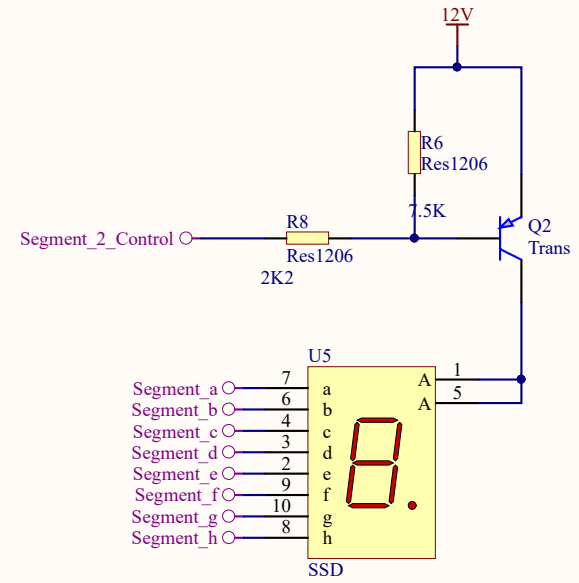 12V
R6
Res1206
7.5K
R8
Segment_2_Control
Res1206
2K2
Q2
Trans
U5
Segment_a 7 a A 1
Segment_b 6 b A 5
Segment_c 4 c
Segment_d 3 d
Segment_e 2 e
Segment_f 9 f
Segment_g 10 g
Segment_h 8 h
8.
SSD